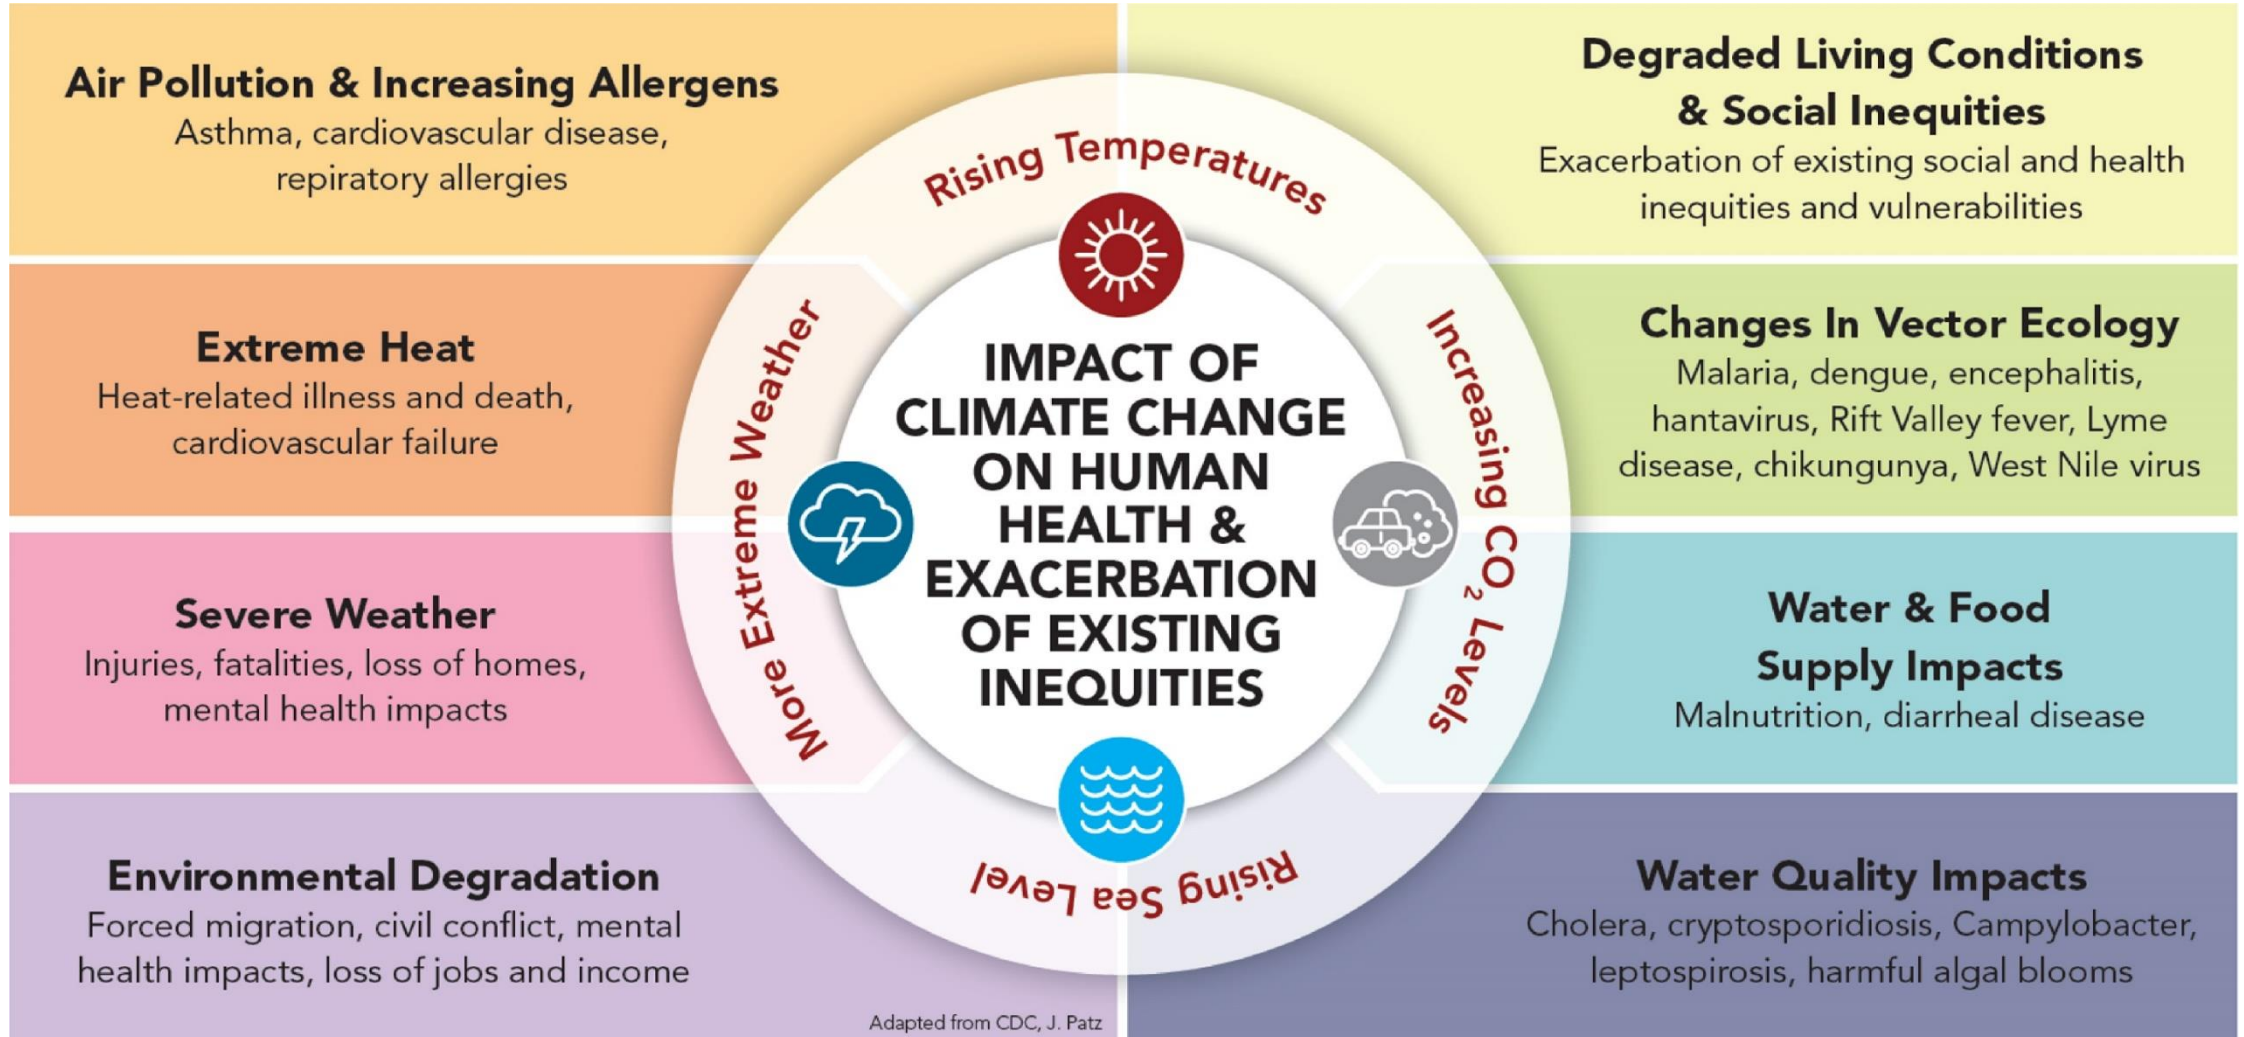 Air Pollution & Increasing Allergens
Asthma, cardiovascular disease,
repiratory allergies
Extreme Heat
Heat-related illness and death,
cardiovascular failure
Severe Weather
Injuries, fatalities, loss of homes,
mental health impacts
Environmental Degradation
Forced migration, civil conflict, mental
health impacts, loss of jobs and income
Adapted from CDC, J. Patz
Rising Temperatures
More Extreme Weather
IMPACT OF
CLIMATE CHANGE
ON HUMAN
HEALTH &
EXACERBATION
OF EXISTING
INEQUITIES
Increasing CO₂ Levels
Rising Sea Level
Degraded Living Conditions
& Social Inequities
Exacerbation of existing social and health
inequities and vulnerabilities
Changes In Vector Ecology
Malaria, dengue, encephalitis,
hantavirus, Rift Valley fever, Lyme
disease, chikungunya, West Nile virus
Water & Food
Supply Impacts
Malnutrition, diarrheal disease
Water Quality Impacts
Cholera, cryptosporidiosis, Campylobacter,
leptospirosis, harmful algal blooms